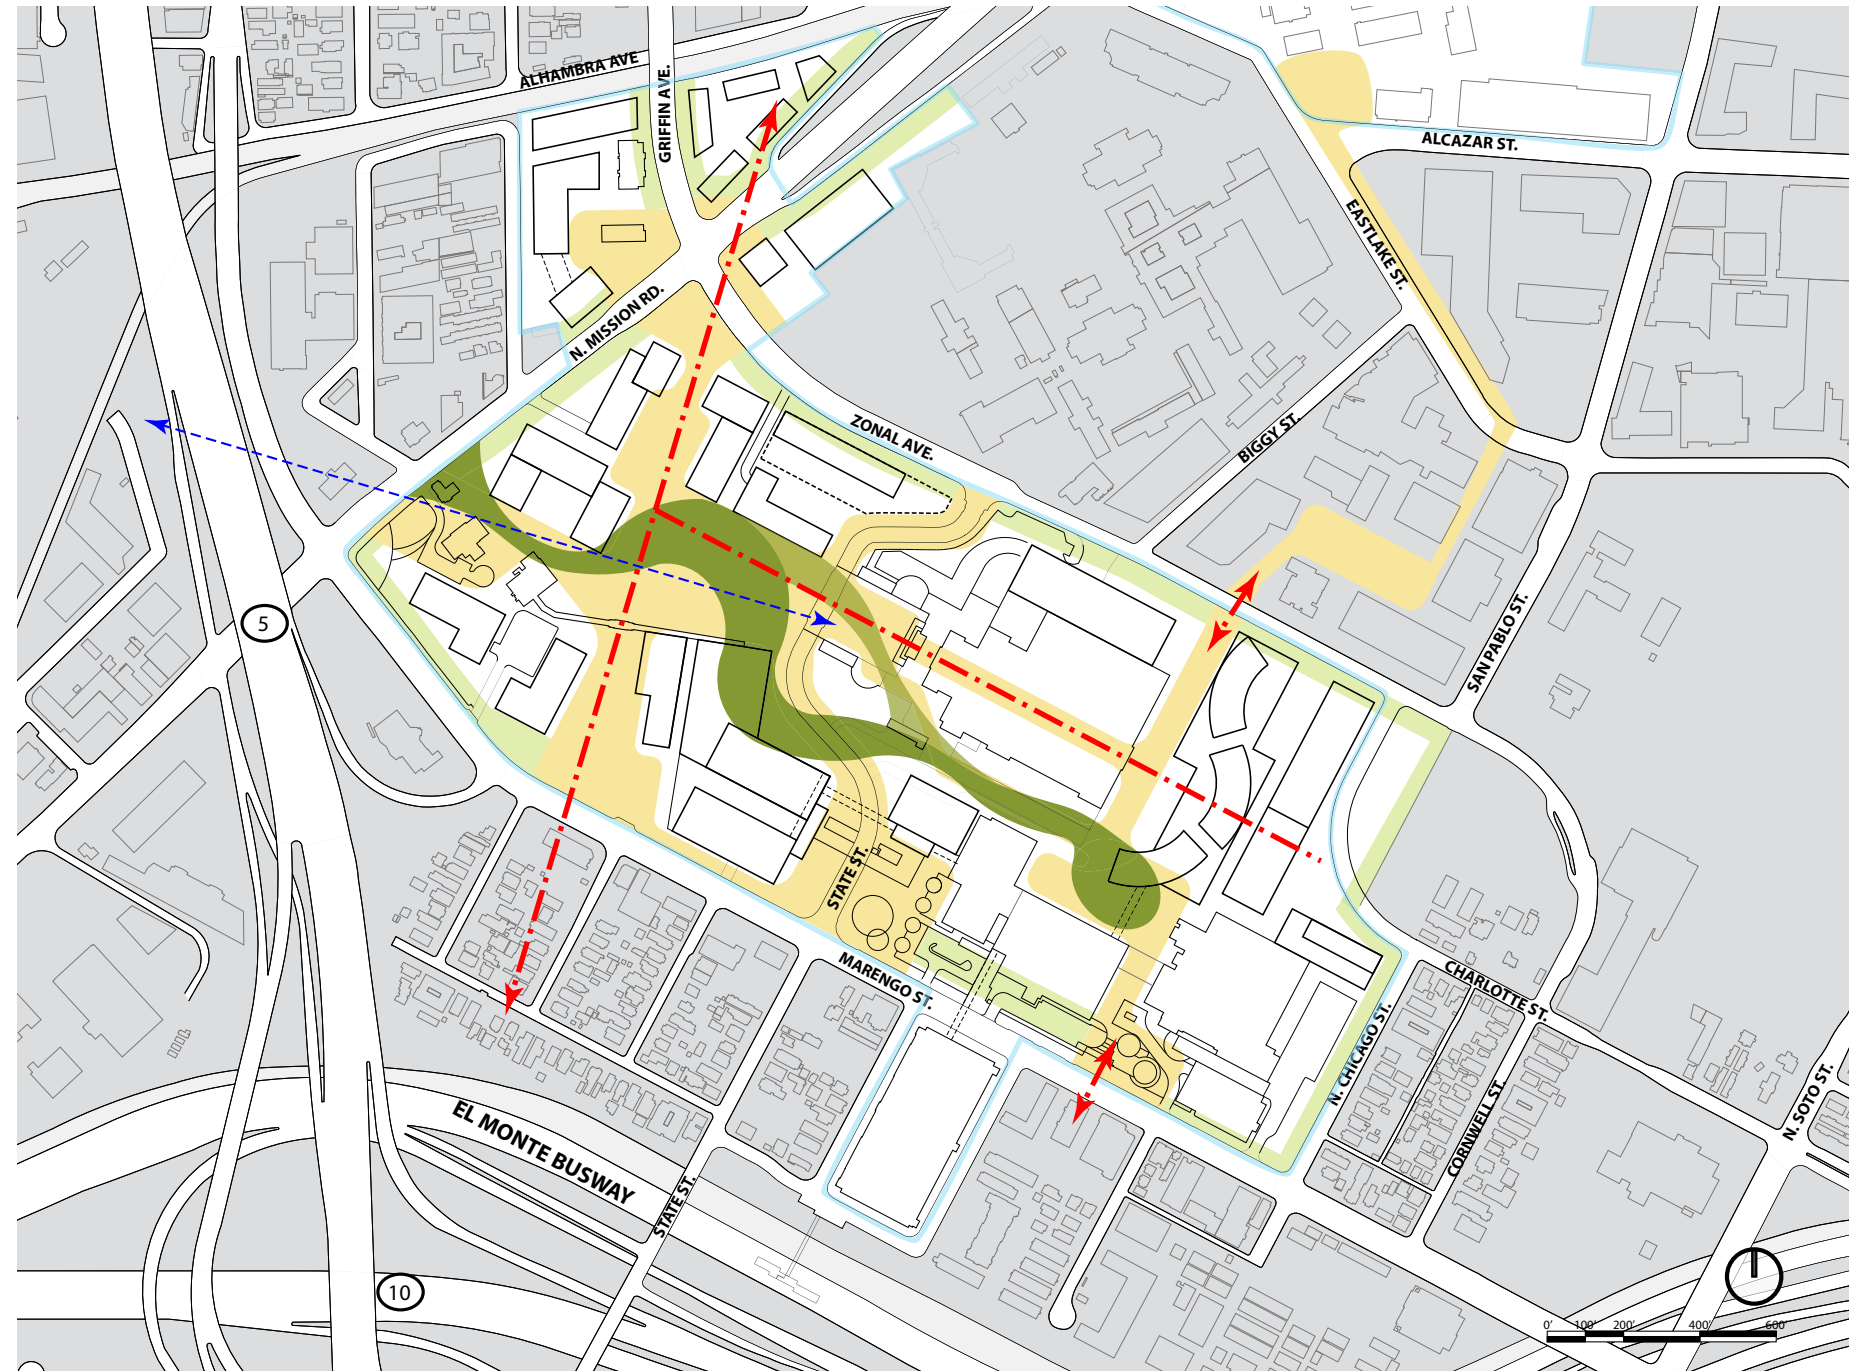 ALHAMBRA AVE
GRIFFIN AVE.
ALCAZAR ST.
EASTLAKE ST.
N. MISSION RD.
ZONAL AVE.
BIGGY ST.
5
SAN PABLO ST.
STATE ST.
MARENGO ST.
CHARLOTTE ST.
N. CHICAGO ST.
CORNWELL ST.
N. SOTO ST.
EL MONTE BUSWAY
STATE ST.
10
0' 100' 200' 400' 600'